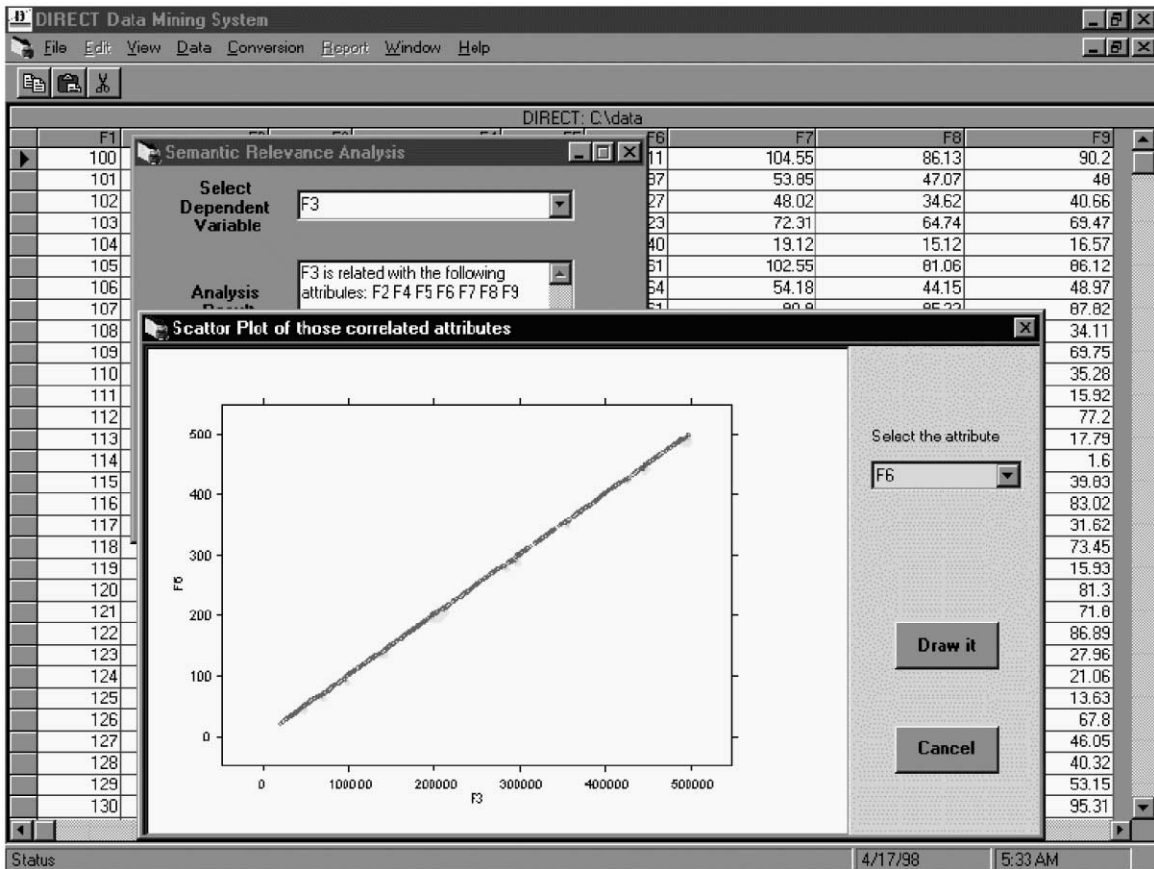 DIRECT Data Mining System
File Edit View Data Conversion Report Window Help
DIRECT: C:\data
F1 F6 F7 F8 F9
100 11 104.55 86.13 90.2
101 87 53.85 47.07 48
102 27 48.02 34.62 40.66
103 23 72.31 64.74 69.47
104 40 19.12 15.12 16.57
105 61 102.55 81.06 86.12
106 64 54.18 44.15 48.97
107 87.82
108 34.11
109 69.75
110 35.28
111 15.92
112 77.2
113 17.79
114 1.6
115 39.83
116 83.02
117 31.62
118 73.45
119 15.93
120 81.3
121 71.8
122 86.89
123 27.96
124 21.06
125 13.63
126 67.8
127 46.05
128 40.32
129 53.15
130 95.31
Semantic Relevance Analysis
Select
Dependent
Variable
F3
Analysis
F3 is related with the following
attributes: F2 F4 F5 F6 F7 F8 F9
Scattor Plot of those correlated attributes
500
400
300
200
100
0
F6
0 100000 200000 300000 400000 500000
F3
Select the attribute
F6
Draw it
Cancel
Status 4/17/98 5:33 AM